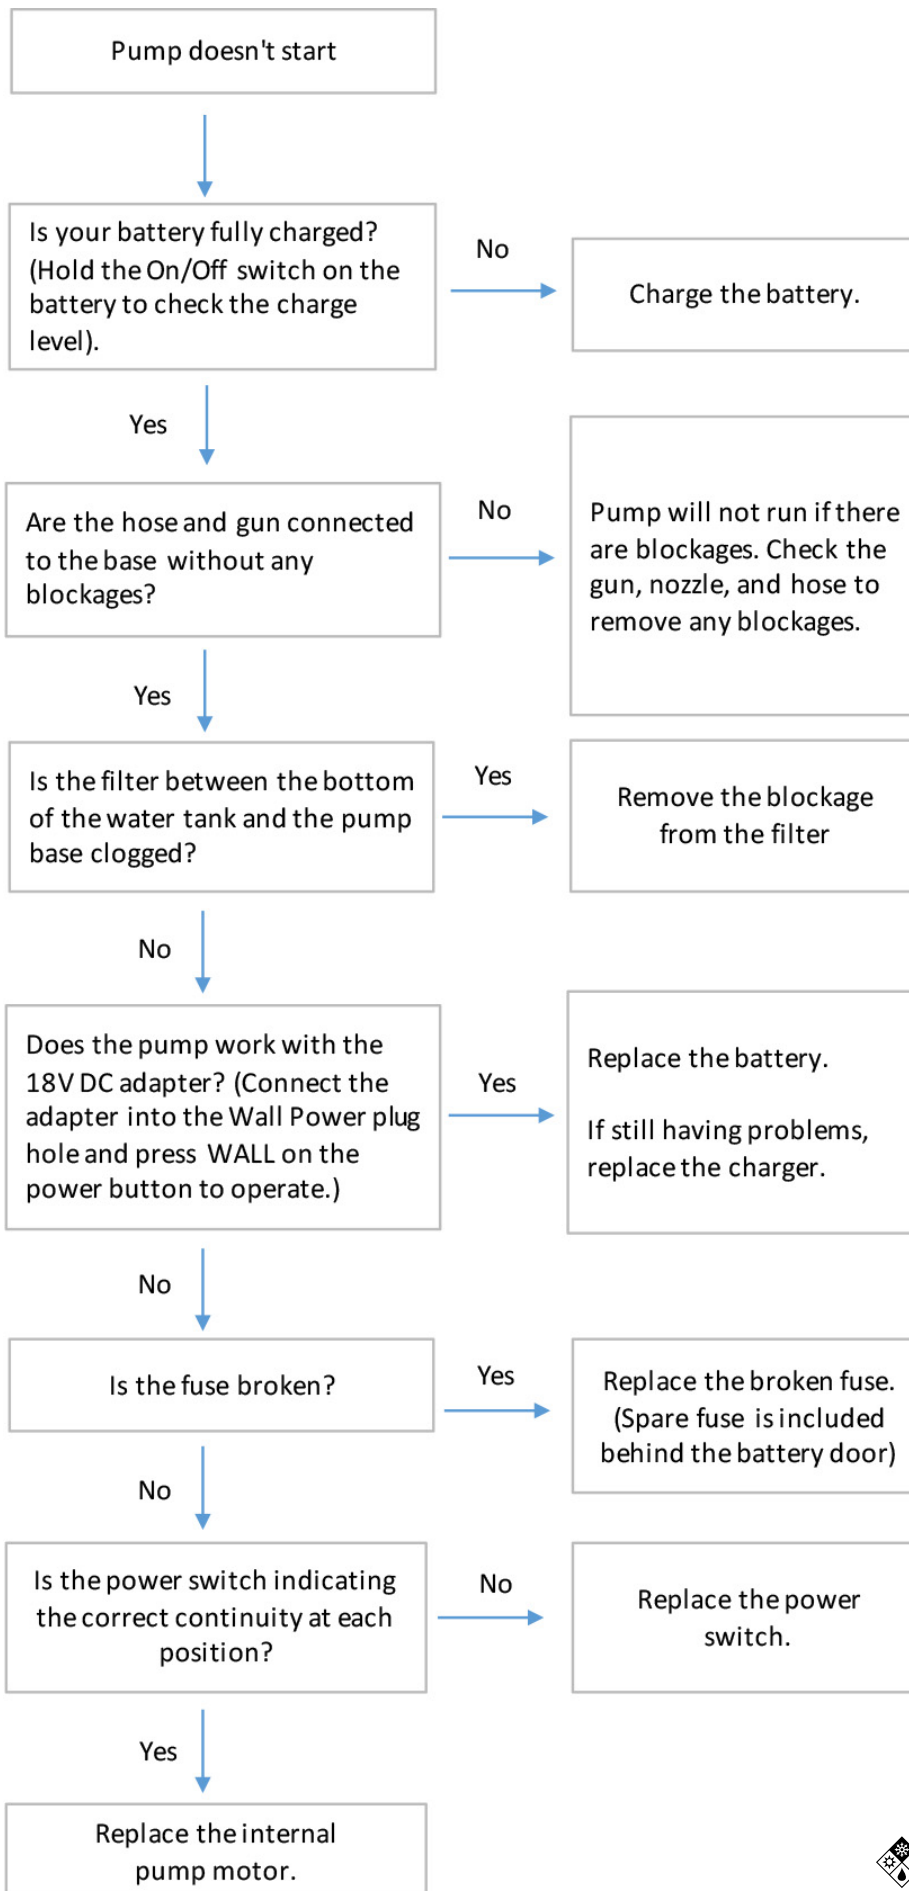 Pump doesn't start
Is your battery fully charged?
(Hold the On/Off switch on the
battery to check the charge
level).
No
Charge the battery.
Yes
Are the hose and gun connected
to the base without any
blockages?
No
Pump will not run if there
are blockages. Check the
gun, nozzle, and hose to
remove any blockages.
Yes
Is the filter between the bottom
of the water tank and the pump
base clogged?
Yes
Remove the blockage
from the filter
No
Does the pump work with the
18V DC adapter? (Connect the
adapter into the Wall Power plug
hole and press WALL on the
power button to operate.)
Yes
Replace the battery.
If still having problems,
replace the charger.
No
Is the fuse broken?
Yes
Replace the broken fuse.
(Spare fuse is included
behind the battery door)
No
Is the power switch indicating
the correct continuity at each
position?
No
Replace the power
switch.
Yes
Replace the internal
pump motor.